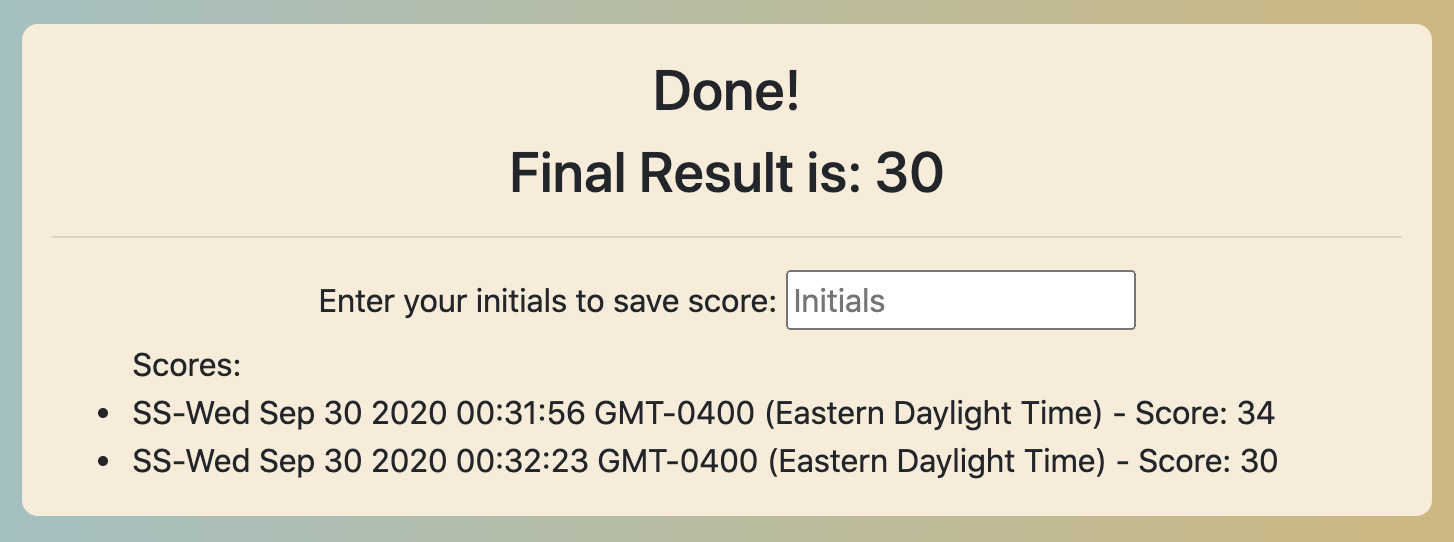 Done!
Final Result is: 30
Enter your initials to save score: Initials
Scores:
• SS-Wed Sep 30 2020 00:31:56 GMT-0400 (Eastern Daylight Time) - Score: 34
• SS-Wed Sep 30 2020 00:32:23 GMT-0400 (Eastern Daylight Time) - Score: 30